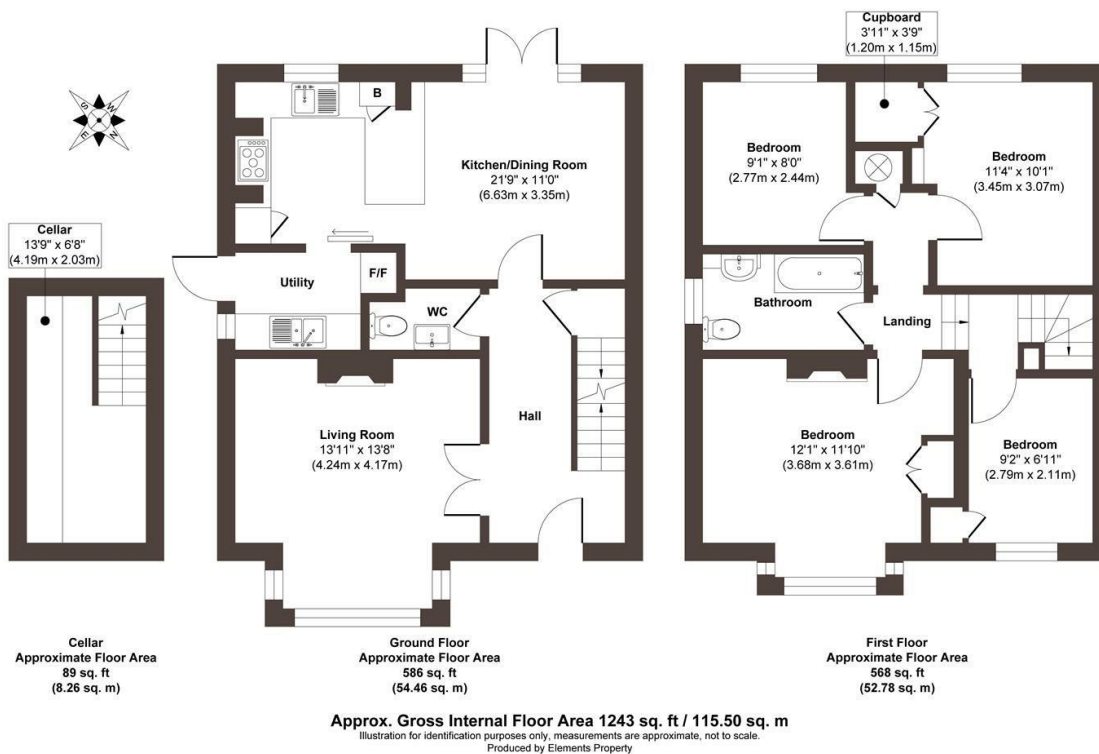 Cupboard
3'11" x 3'9"
(1.20m x 1.15m)
S
W
E
N
B
Kitchen/Dining Room
21'9" x 11'0"
(6.63m x 3.35m)
Bedroom
9'1" x 8'0"
(2.77m x 2.44m)
Bedroom
11'4" x 10'1"
(3.45m x 3.07m)
Cellar
13'9" x 6'8"
(4.19m x 2.03m)
Utility
F/F
WC
Bathroom
Landing
Living Room
13'11" x 13'8"
(4.24m x 4.17m)
Hall
Bedroom
12'1" x 11'10"
(3.68m x 3.61m)
Bedroom
9'2" x 6'11"
(2.79m x 2.11m)
Cellar
Approximate Floor Area
89 sq. ft
(8.26 sq. m)
Ground Floor
Approximate Floor Area
586 sq. ft
(54.46 sq. m)
First Floor
Approximate Floor Area
568 sq. ft
(52.78 sq. m)
Approx. Gross Internal Floor Area 1243 sq. ft / 115.50 sq. m
Illustration for identification purposes only, measurements are approximate, not to scale.
Produced by Elements Property